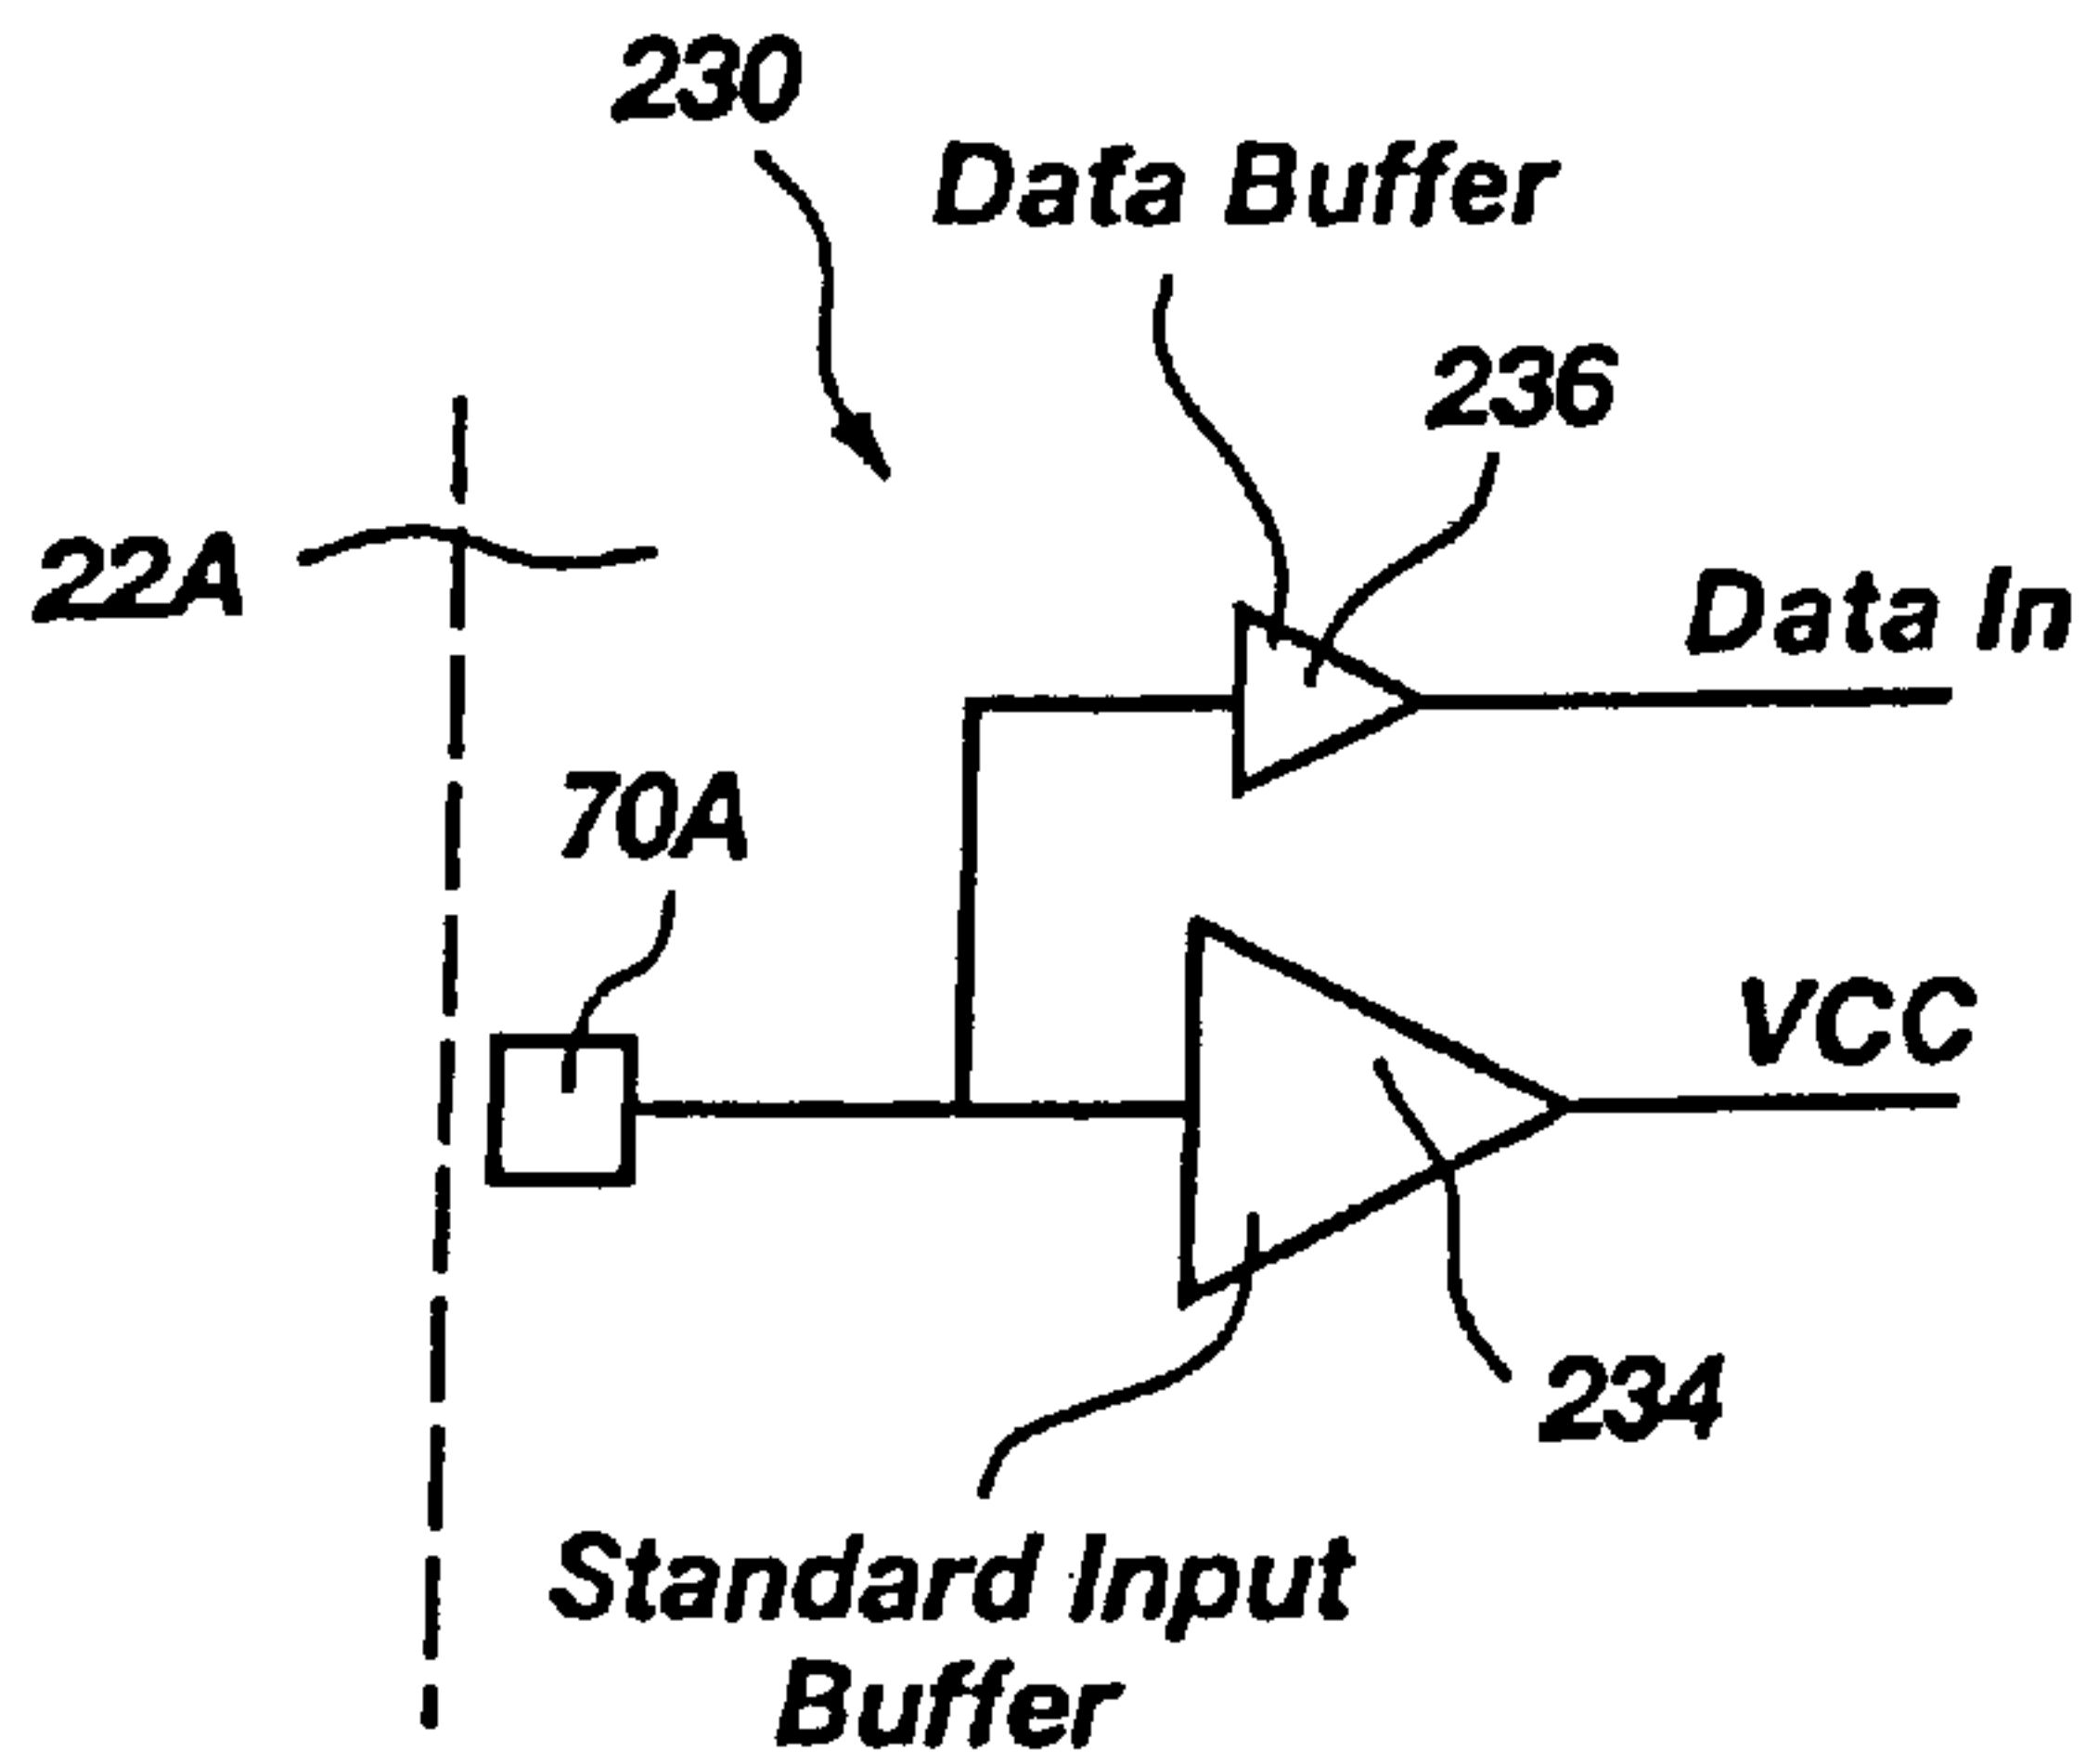 230
Data Buffer
236
22A
Data In
70A
VCC
234
Standard Input
Buffer